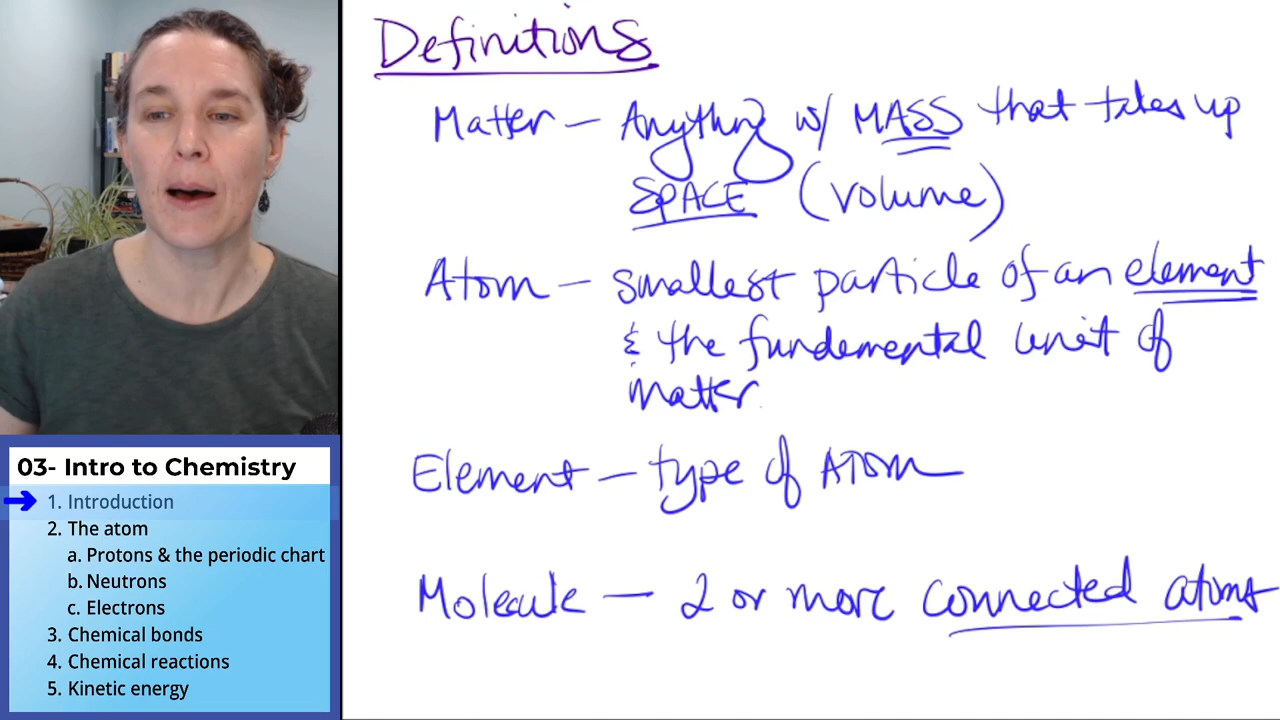 Definitions
Matter – Anything w/ MASS that takes up
SPACE (volume)
Atom – smallest particle of an element
& the fundemental unit of
matter.
Element – type of ATOM
Molecule – 2 or more connected atoms
03- Intro to Chemistry
1. Introduction
2. The atom
a. Protons & the periodic chart
b. Neutrons
c. Electrons
3. Chemical bonds
4. Chemical reactions
5. Kinetic energy